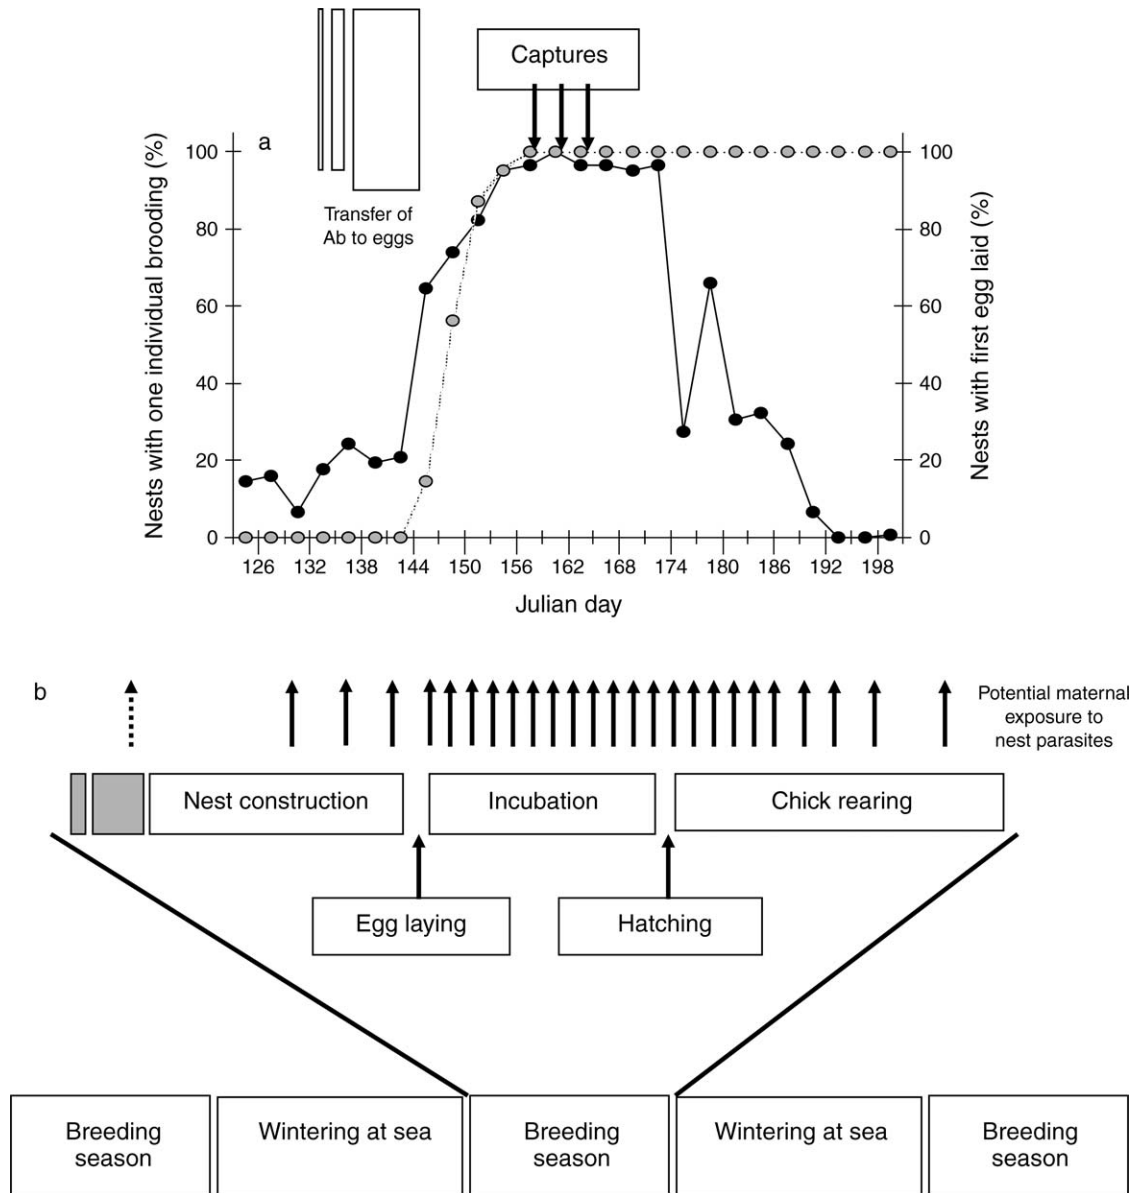 Captures
a
Transfer of
Ab to eggs
Nests with one individual brooding (%)
100
80
60
40
20
0
100
80
60
40
20
0
Nests with first egg laid (%)
126 132 138 144 150 156 162 168 174 180 186 192 198
Julian day
b
Potential maternal
exposure to
nest parasites
Nest construction
Incubation
Chick rearing
Egg laying
Hatching
Breeding
season
Wintering at sea
Breeding
season
Wintering at sea
Breeding
season